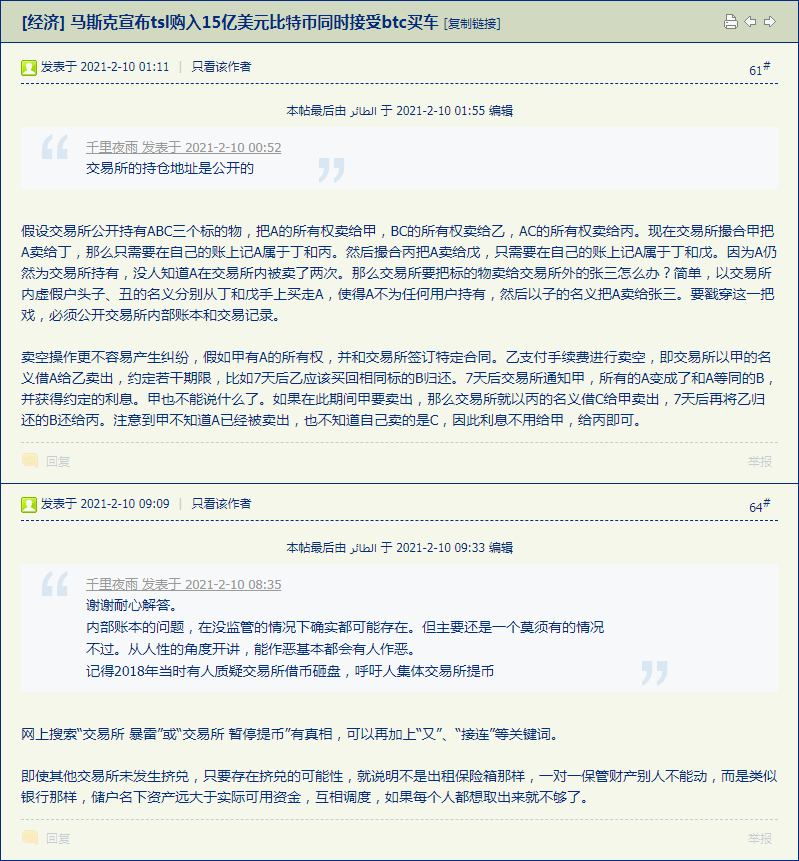 [经济] 马斯克宣布tsl购入15亿美元比特币同时接受btc买车 [复制链接]
发表于 2021-2-10 01:11 | 只看该作者
61#
本帖最后由 الطائر 于 2021-2-10 01:55 编辑
千里夜雨 发表于 2021-2-10 00:52
交易所的持仓地址是公开的
假设交易所公开持有ABC三个标的物，把A的所有权卖给甲，BC的所有权卖给乙，AC的所有权卖给丙。现在交易所撮合甲把
A卖给丁，那么只需要在自己的账上记A属于丁和丙。然后撮合丙把A卖给戊，只需要在自己的账上记A属于丁和戊。因为A仍
然为交易所持有，没人知道A在交易所内被卖了两次。那么交易所要把标的物卖给交易所外的张三怎么办？简单，以交易所
内虚假户头子、丑的名义分别从丁和戊手上买走A，使得A不为任何用户持有，然后以子的名义把A卖给张三。要戳穿这一把
戏，必须公开交易所内部账本和交易记录。
卖空操作更不容易产生纠纷，假如甲有A的所有权，并和交易所签订特定合同。乙支付手续费进行卖空，即交易所以甲的名
义借A给乙卖出，约定若干期限，比如7天后乙应该买回相同标的B归还。7天后交易所通知甲，所有的A变成了和A等同的B，
并获得约定的利息。甲也不能说什么了。如果在此期间甲要卖出，那么交易所就以丙的名义借C给甲卖出，7天后再将乙归
还的B还给丙。注意到甲不知道A已经被卖出，也不知道自己卖的是C，因此利息不用给甲，给丙即可。
回复
举报
发表于 2021-2-10 09:09 | 只看该作者
64#
本帖最后由 الطائر 于 2021-2-10 09:33 编辑
千里夜雨 发表于 2021-2-10 08:35
谢谢耐心解答。
内部账本的问题，在没监管的情况下确实都可能存在。但主要还是一个莫须有的情况
不过。从人性的角度开讲，能作恶基本都会有人作恶。
记得2018年当时有人质疑交易所借币砸盘，呼吁人集体交易所提币
网上搜索“交易所 暴雷”或“交易所 暂停提币”有真相，可以再加上“又”、“接连”等关键词。
即使其他交易所未发生挤兑，只要存在挤兑的可能性，就说明不是出租保险箱那样，一对一保管财产别人不能动，而是类似
银行那样，储户名下资产远大于实际可用资金，互相调度，如果每个人都想取出来就不够了。
回复
举报